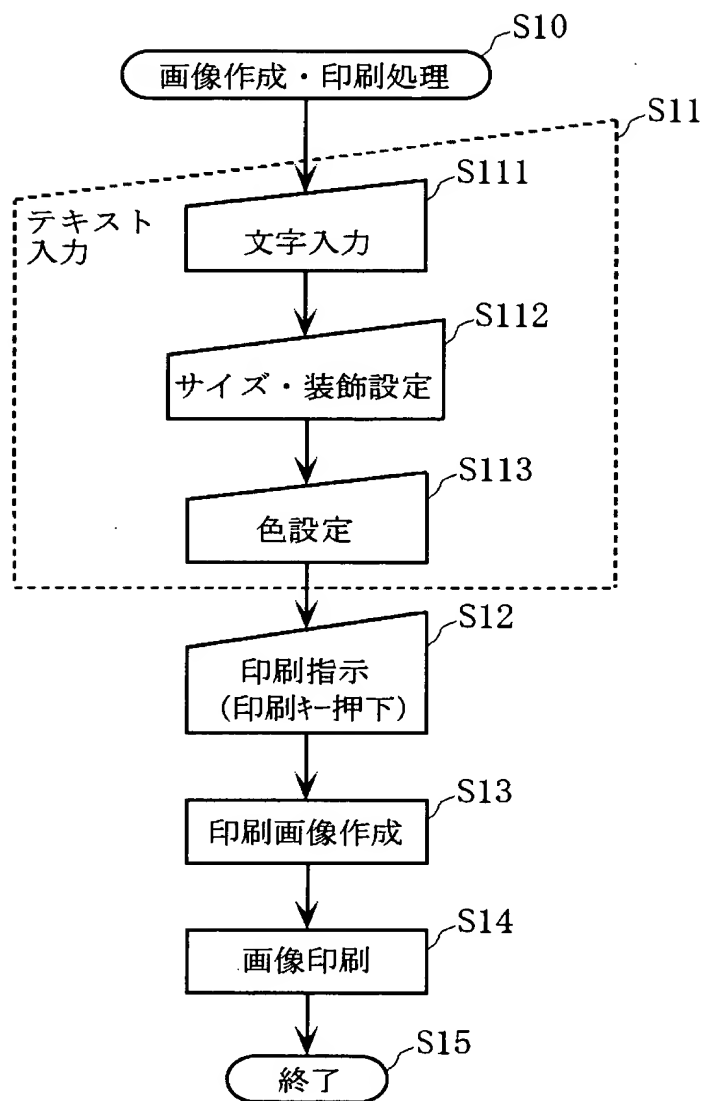 S10
画像作成・印刷処理
S11
S111
テキスト
入力
文字入力
S112
サイズ・装飾設定
S113
色設定
S12
印刷指示
（印刷ｷｰ押下）
S13
印刷画像作成
S14
画像印刷
S15
終了